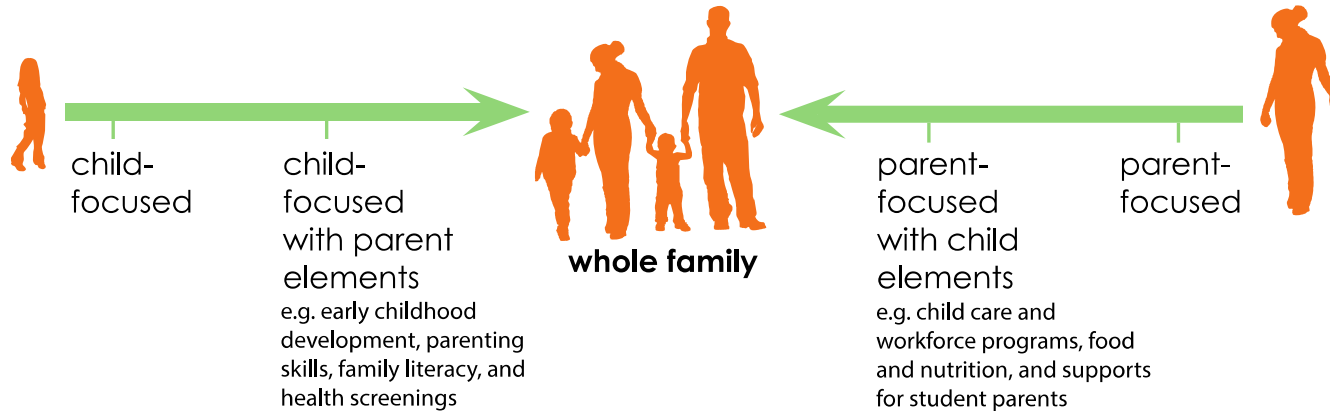 child-
focused
child-
focused
with parent
elements
e.g. early childhood
development, parenting
skills, family literacy, and
health screenings
whole family
parent-
focused
with child
elements
e.g. child care and
workforce programs, food
and nutrition, and supports
for student parents
parent-
focused